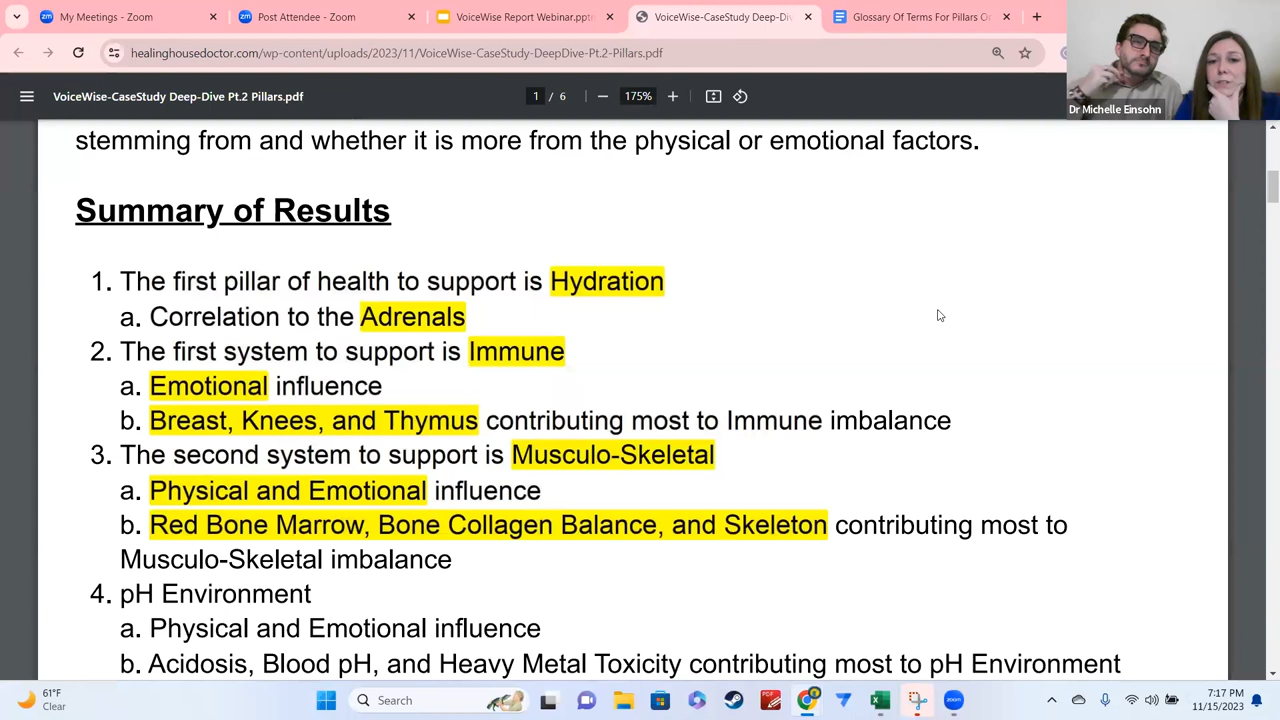 My Meetings - Zoom
Post Attendee - Zoom
VoiceWise Report Webinar.pptx
VoiceWise-CaseStudy Deep-Div
Glossary Of Terms For Pillars Or
healinghousedoctor.com/wp-content/uploads/2023/11/VoiceWise-CaseStudy-DeepDive-Pt.2-Pillars.pdf
VoiceWise-CaseStudy Deep-Dive Pt.2 Pillars.pdf
1 / 6
175%
Dr Michelle Einsohn
stemming from and whether it is more from the physical or emotional factors.
Summary of Results
1. The first pillar of health to support is Hydration
a. Correlation to the Adrenals
2. The first system to support is Immune
a. Emotional influence
b. Breast, Knees, and Thymus contributing most to Immune imbalance
3. The second system to support is Musculo-Skeletal
a. Physical and Emotional influence
b. Red Bone Marrow, Bone Collagen Balance, and Skeleton contributing most to
Musculo-Skeletal imbalance
4. pH Environment
a. Physical and Emotional influence
b. Acidosis, Blood pH, and Heavy Metal Toxicity contributing most to pH Environment
61°F
Clear
Search
7:17 PM
11/15/2023